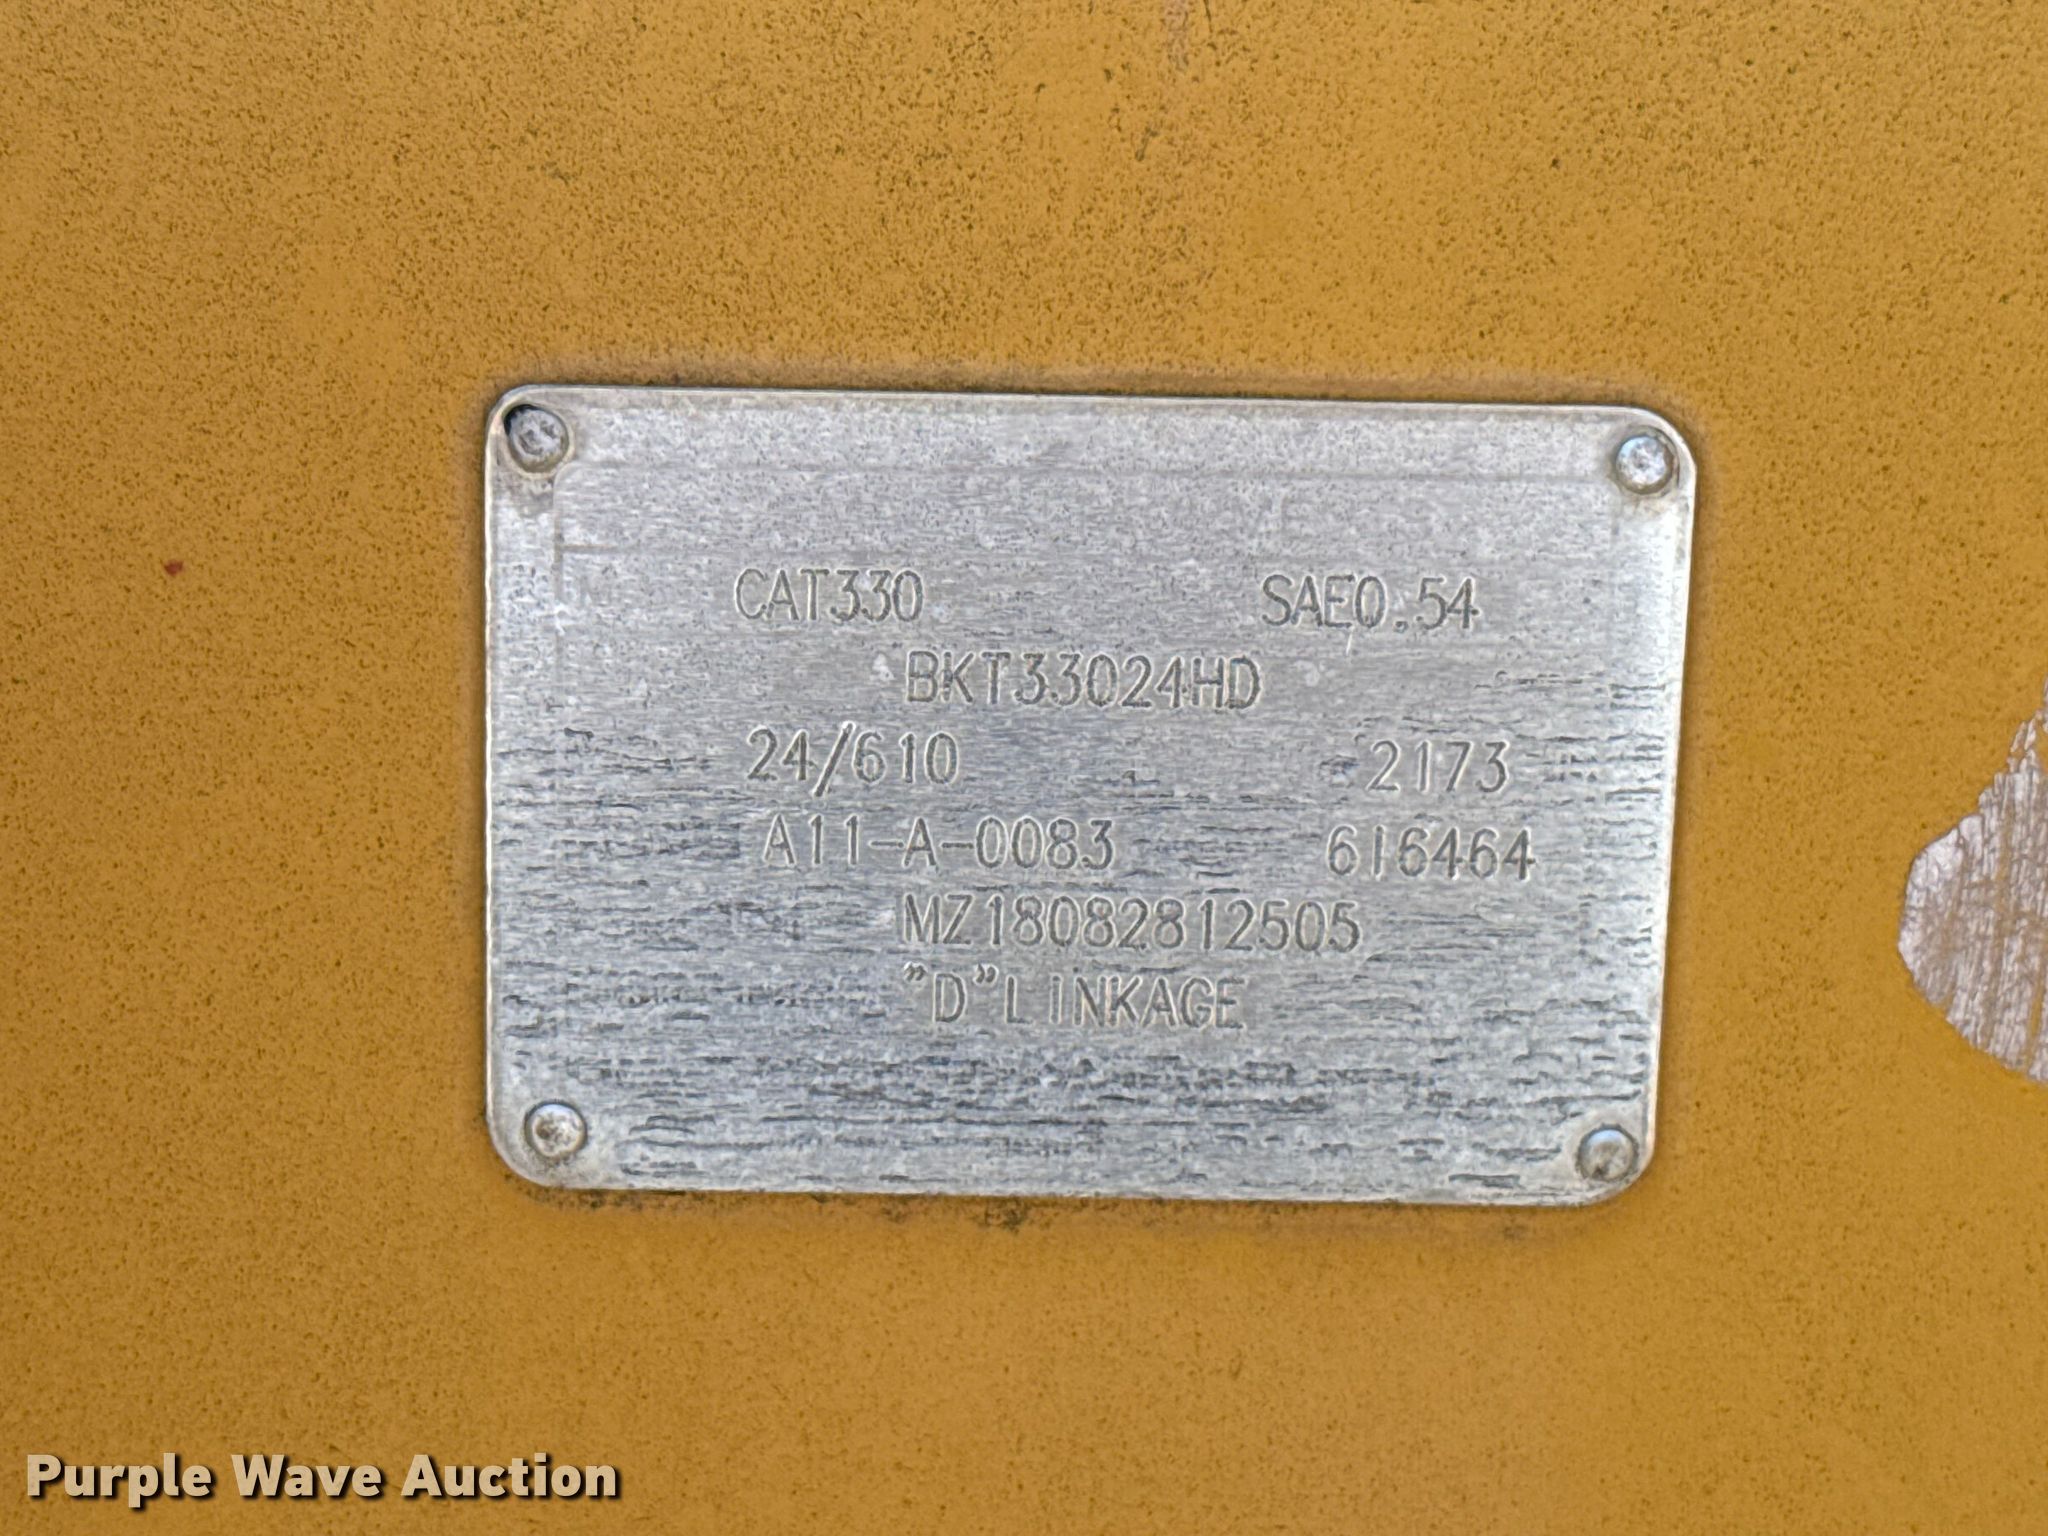 CAT330 SAE0.54
BKT33024HD
24/610 2173
A11-A-0083 616464
MZ18082812505
"D"LINKAGE
Purple Wave Auction